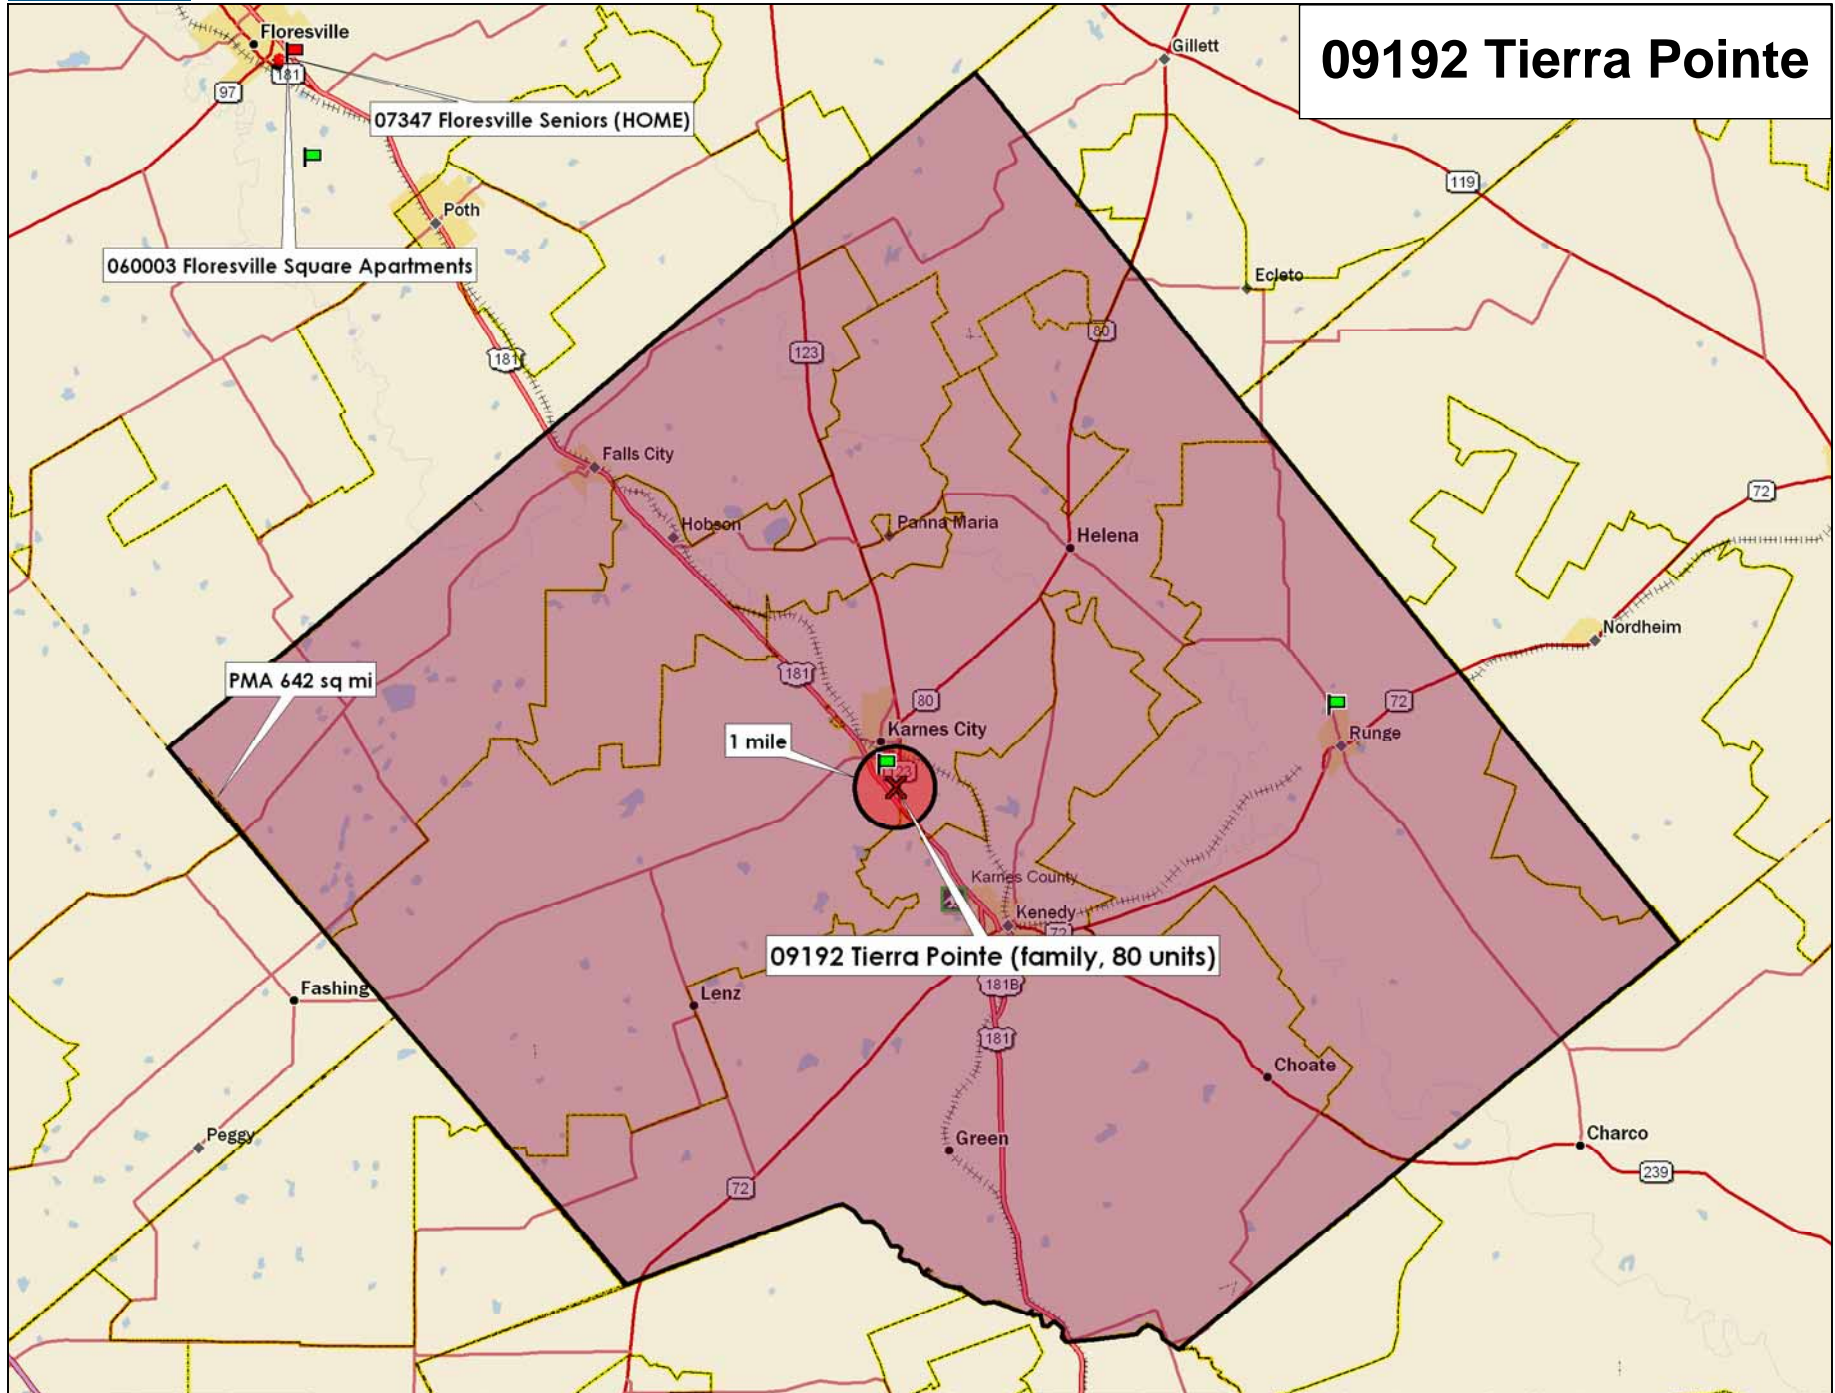 09192 Tierra Pointe
Floresville
Gillett
181
97
07347 Floresville Seniors (HOME)
119
Poth
060003 Floresville Square Apartments
Ecleto
80
123
181
Falls City
72
Hobson
Panna Maria
Helena
Nordheim
PMA 642 sq mi
181
80
72
Karnes City
Runge
1 mile
123
Karnes County
Kenedy
72
09192 Tierra Pointe (family, 80 units)
Fashing
Lenz
181B
181
Choate
Peggy
Green
Charco
239
72